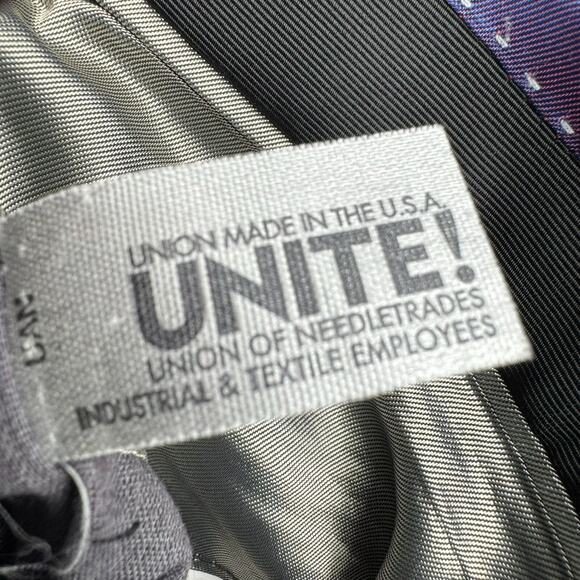 UNION MADE IN THE U.S.A.
UNITE!
UNION OF NEEDLETRADES
INDUSTRIAL & TEXTILE EMPLOYEES